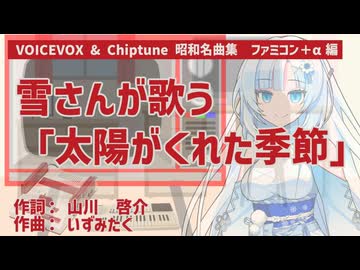 VOICEVOX & Chiptune 昭和名曲集 ファミコン+α編
雪さんが歌う
「太陽がくれた季節」
作詞： 山川 啓介
作曲： いずみたく